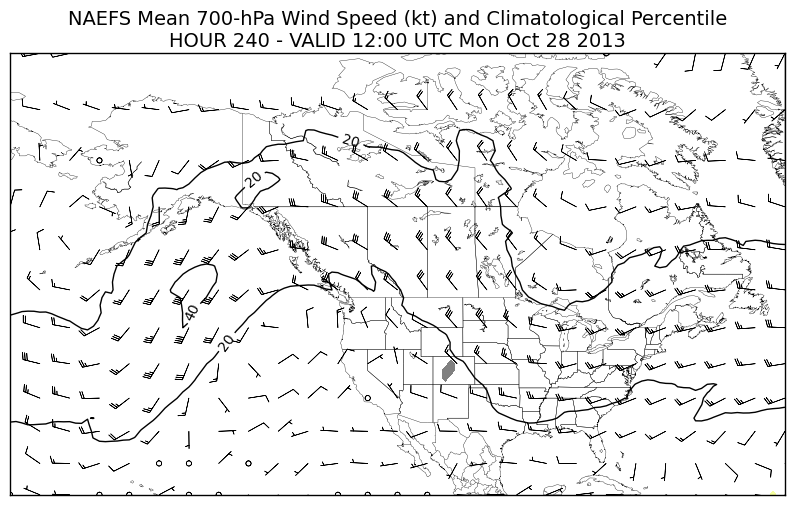 NAEFS Mean 700-hPa Wind Speed (kt) and Climatological Percentile
HOUR 240 - VALID 12:00 UTC Mon Oct 28 2013
20
20
40
20